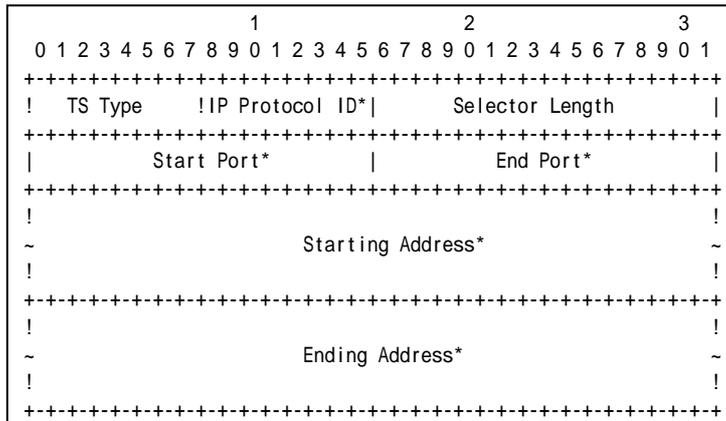 1                   2                   3
 0 1 2 3 4 5 6 7 8 9 0 1 2 3 4 5 6 7 8 9 0 1 2 3 4 5 6 7 8 9 0 1
+-+-+-+-+-+-+-+-+-+-+-+-+-+-+-+-+-+-+-+-+-+-+-+-+-+-+-+-+-+-+-+-+
!   TS Type     !IP Protocol ID*|       Selector Length         |
+-+-+-+-+-+-+-+-+-+-+-+-+-+-+-+-+-+-+-+-+-+-+-+-+-+-+-+-+-+-+-+-+
|           Start Port*         |           End Port*           |
+-+-+-+-+-+-+-+-+-+-+-+-+-+-+-+-+-+-+-+-+-+-+-+-+-+-+-+-+-+-+-+-+
!                                                               !
~                         Starting Address*                     ~
!                                                               !
+-+-+-+-+-+-+-+-+-+-+-+-+-+-+-+-+-+-+-+-+-+-+-+-+-+-+-+-+-+-+-+-+
!                                                               !
~                         Ending Address*                       ~
!                                                               !
+-+-+-+-+-+-+-+-+-+-+-+-+-+-+-+-+-+-+-+-+-+-+-+-+-+-+-+-+-+-+-+-+